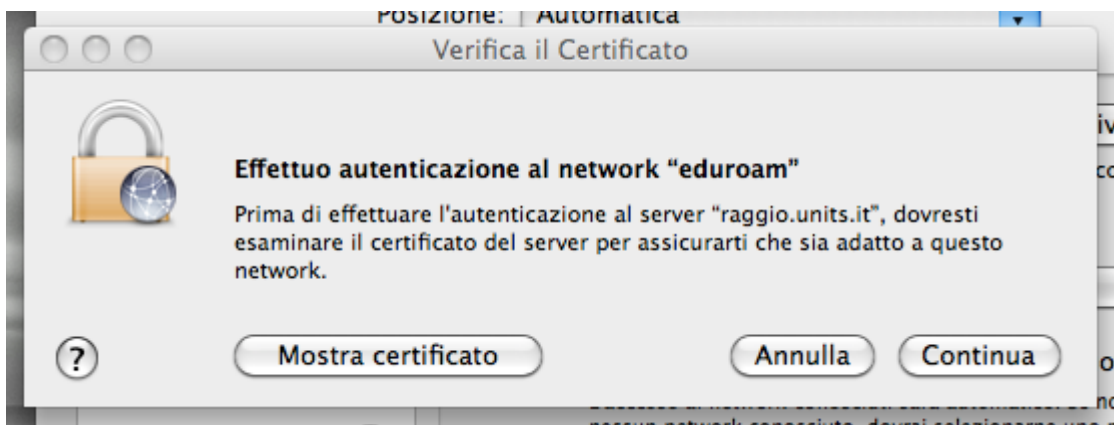 Posizione: Automatica
Verifica il Certificato
Effettuo autenticazione al network “eduroam”
Prima di effettuare l'autenticazione al server “raggio.units.it”, dovresti
esaminare il certificato del server per assicurarti che sia adatto a questo
network.
? Mostra certificato Annulla Continua